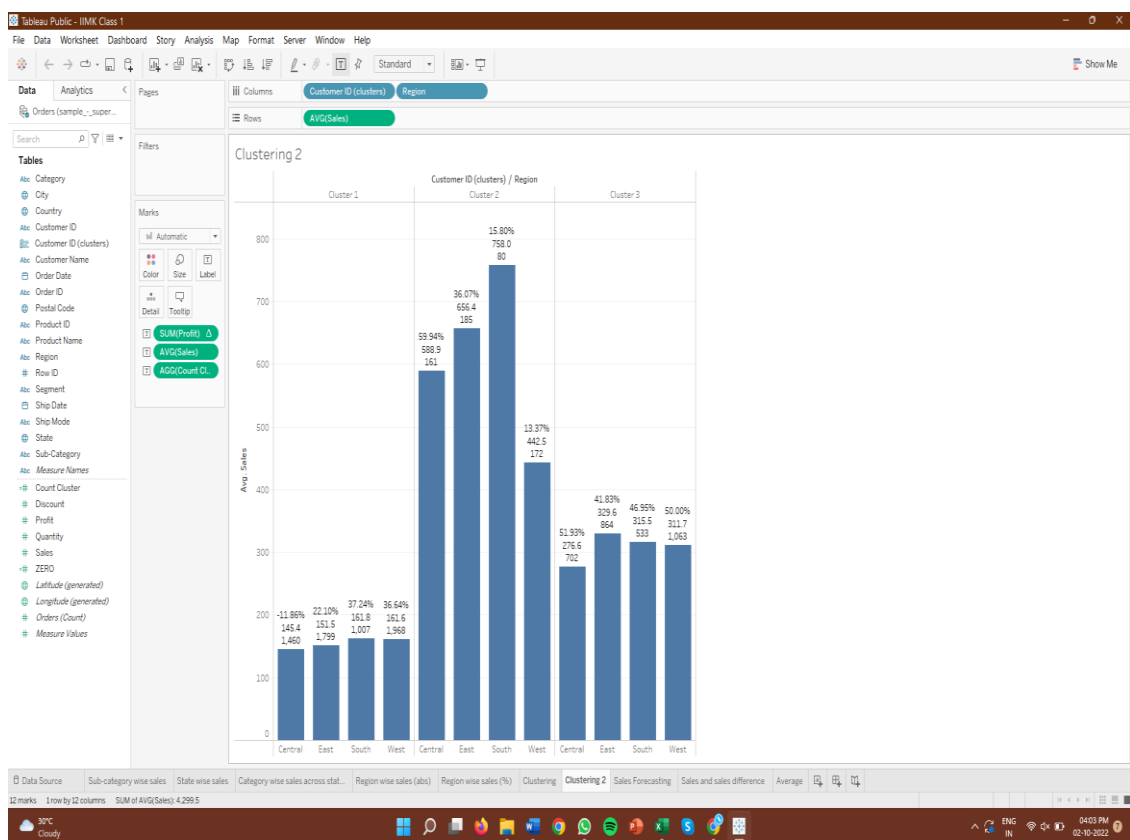 Tableau Public - IIMK Class 1
File Data Worksheet Dashboard Story Analysis Map Format Server Window Help
Standard
Show Me
Data Analytics
Orders (sample_-_super...
Search
Tables
Abc Category
City
Country
Abc Customer ID
Customer ID (clusters)
Abc Customer Name
Order Date
Abc Order ID
Postal Code
Abc Product ID
Abc Product Name
Abc Region
# Row ID
Abc Segment
Ship Date
Abc Ship Mode
State
Abc Sub-Category
Abc Measure Names
=# Count Cluster
# Discount
# Profit
# Quantity
# Sales
=# ZERO
Latitude (generated)
Longitude (generated)
# Orders (Count)
# Measure Values
Pages
Filters
Marks
Automatic
Color Size Label
Detail Tooltip
SUM(Profit) Δ
AVG(Sales)
AGG(Count Cl..
Columns Customer ID (clusters) Region
Rows AVG(Sales)
Clustering 2
Customer ID (clusters) / Region
Cluster 1 Cluster 2 Cluster 3
Avg. Sales
800
700
600
500
400
300
200
100
0
-11.86%
145.4
1,460
22.10%
151.5
1,799
37.24%
161.8
1,007
36.64%
161.6
1,968
59.94%
588.9
161
36.07%
656.4
185
15.80%
758.0
80
13.37%
442.5
172
51.93%
276.6
702
41.83%
329.6
864
46.95%
315.5
533
50.00%
311.7
1,063
Central East South West Central East South West Central East South West
Data Source Sub-category wise sales State wise sales Category wise sales across stat... Region wise sales (abs) Region wise sales (%) Clustering Clustering 2 Sales Forecasting Sales and sales difference Average
12 marks 1 row by 12 columns SUM of AVG(Sales): 4,299.5
30°C
Cloudy
ENG
IN
04:03 PM
02-10-2022